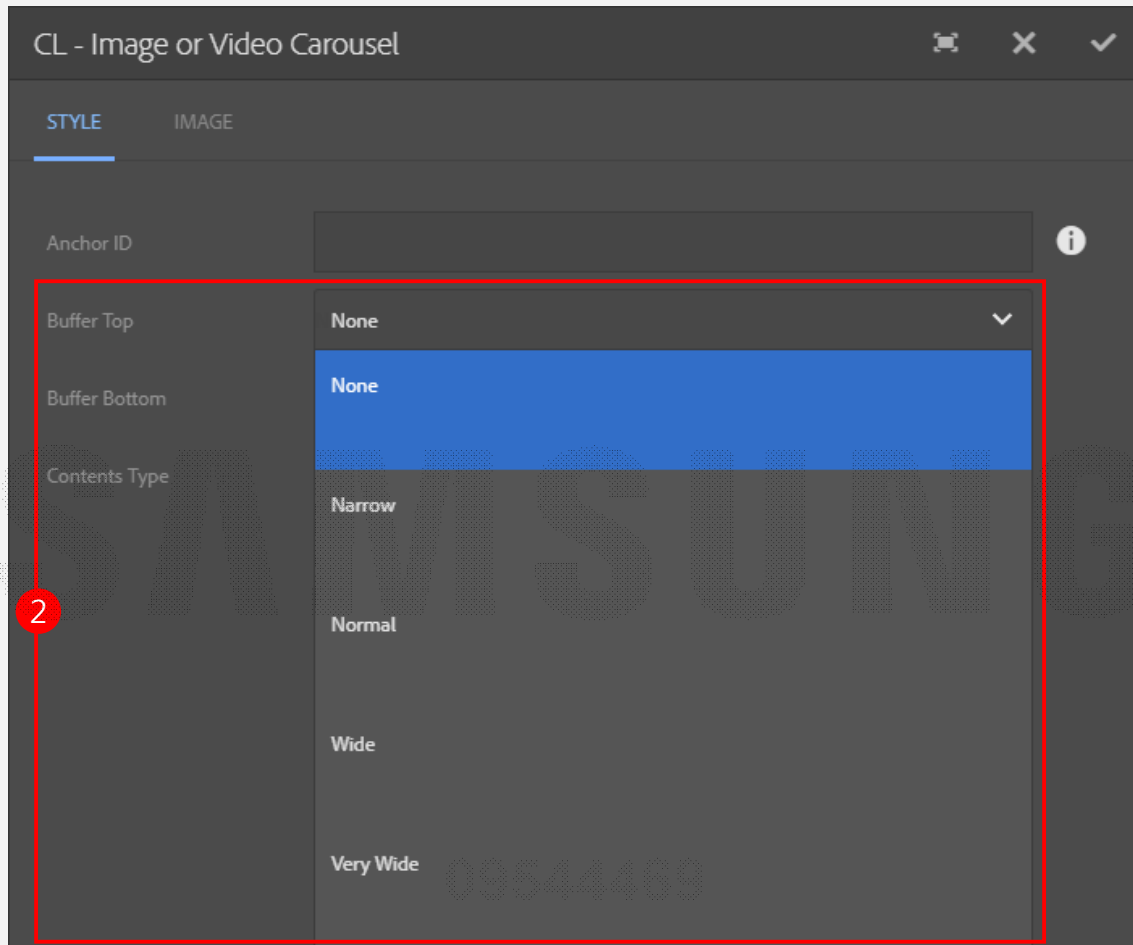 CL - Image or Video Carousel
STYLE IMAGE
Anchor ID
Buffer Top None
None
Buffer Bottom
SAMSUNG
Contents Type
Narrow
2
Normal
Wide
Very Wide
09544469